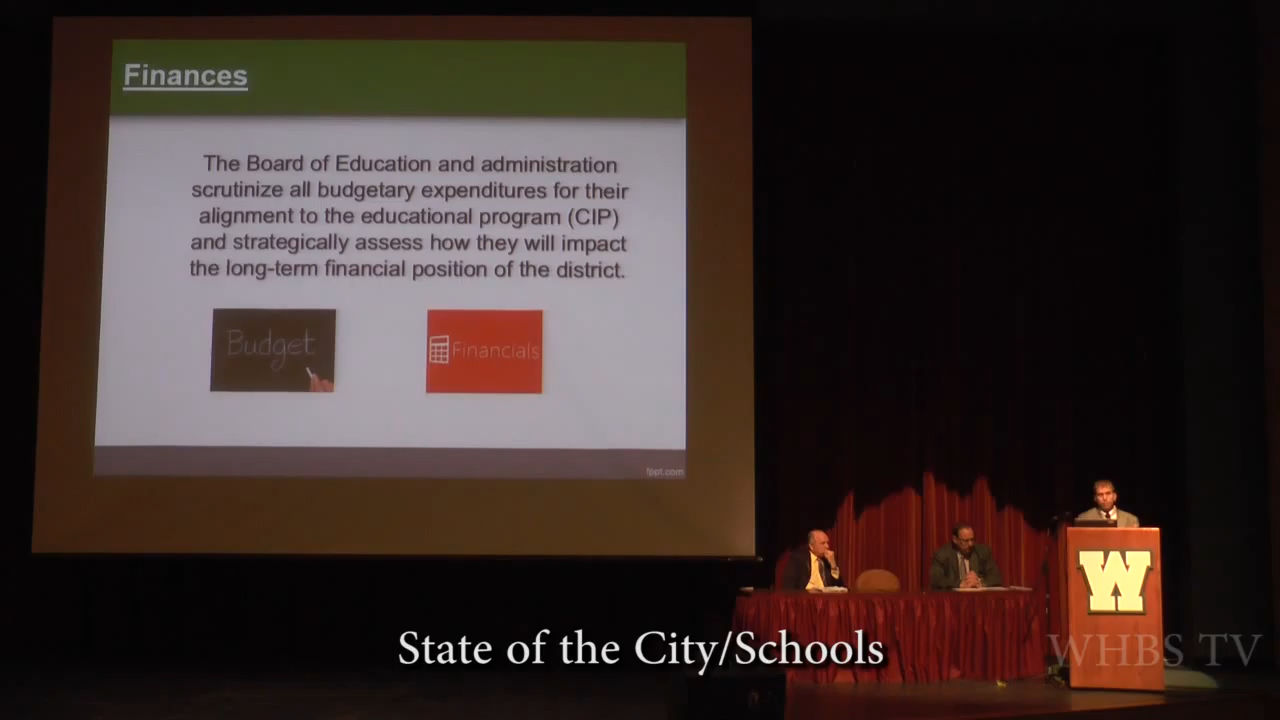 Finances
The Board of Education and administration
scrutinize all budgetary expenditures for their
alignment to the educational program (CIP)
and strategically assess how they will impact
the long-term financial position of the district.
Budget
Financials
fppt.com
W
State of the City/Schools
WHBS TV